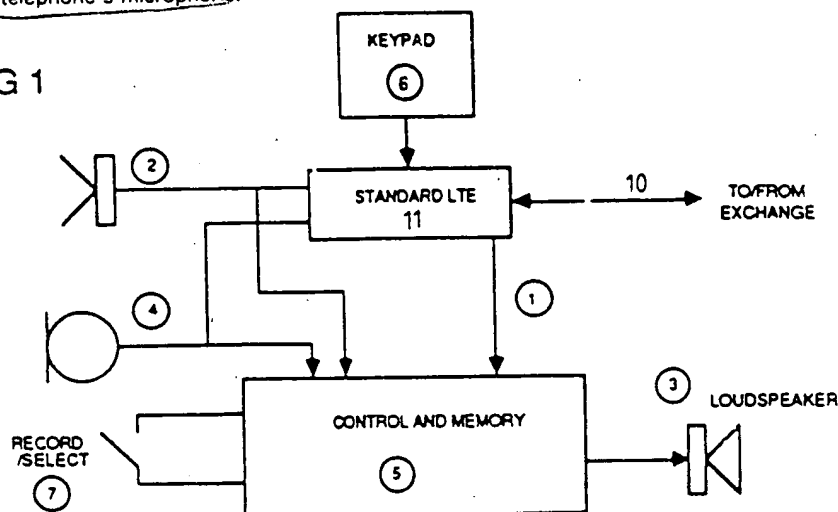 telephone's microphone.
G 1
KEYPAD
6
2
STANDARD LTE
11
10
TO/FROM
EXCHANGE
1
4
3
LOUDSPEAKER
CONTROL AND MEMORY
RECORD
/SELECT
5
7